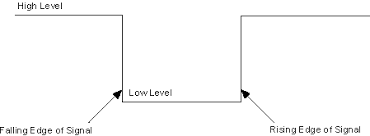 High Level
Low Level
Falling Edge of Signal
Rising Edge of Signal